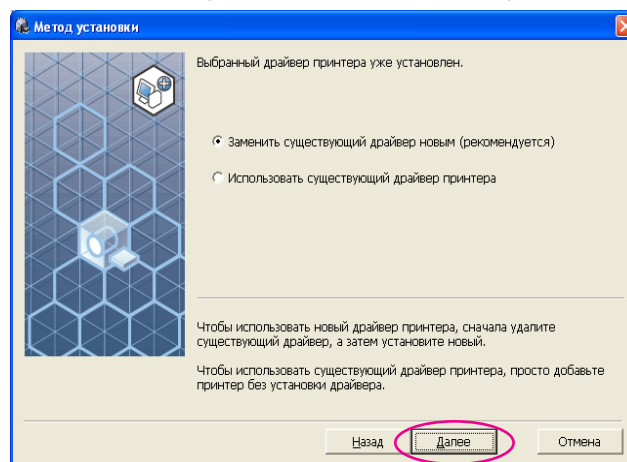 Метод установки
Выбранный драйвер принтера уже установлен.
Заменить существующий драйвер новым (рекомендуется)
Использовать существующий драйвер принтера
Чтобы использовать новый драйвер принтера, сначала удалите
существующий драйвер, а затем установите новый.
Чтобы использовать существующий драйвер принтера, просто добавьте
принтер без установки драйвера.
Назад Далее Отмена